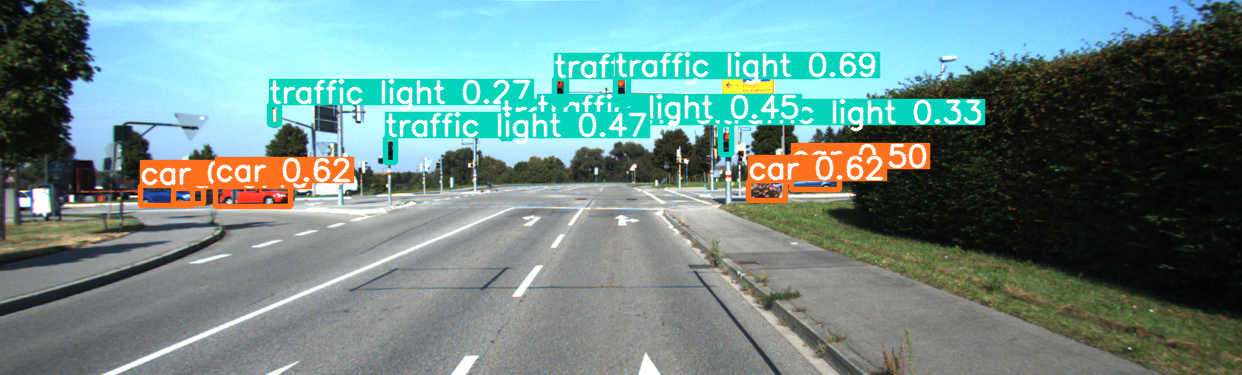 traf traffic light 0.69
traffic light 0.27
traffic light 0.45
light 0.33
traffic light 0.47
car 0.62
0.50
car 0.62